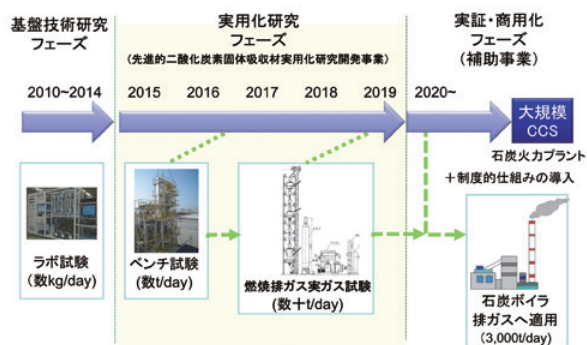 基盤技術研究
フェーズ
実用化研究
フェーズ
(先進的二酸化炭素固体吸収材実用化研究開発事業)
実証・商用化
フェーズ
(補助事業)
2010~2014
2015
2016
2017
2018
2019
2020~
大規模
CCS
石炭火力プラント
＋制度的仕組みの導入
ラボ試験
(数kg/day)
ベンチ試験
(数t/day)
燃焼排ガス実ガス試験
(数十t/day)
石炭ボイラ
排ガスへ適用
(3,000t/day)